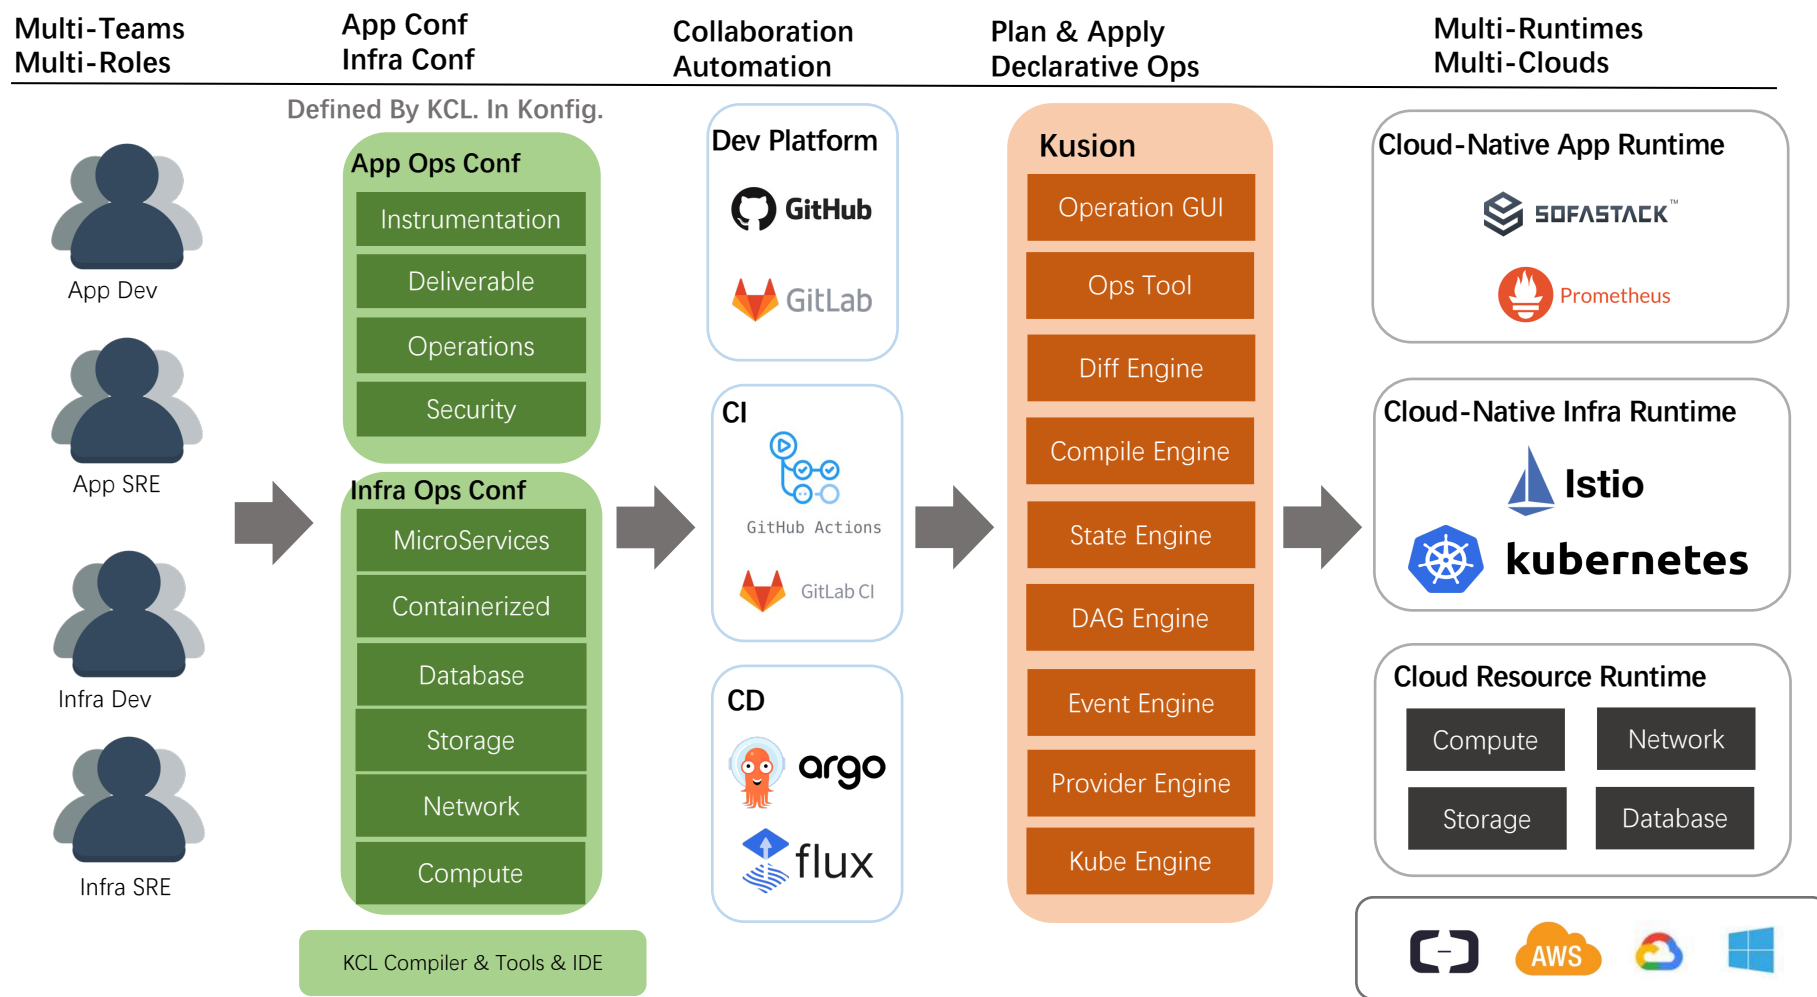 Multi-Teams
Multi-Roles
App Conf
Infra Conf
Collaboration
Automation
Plan & Apply
Declarative Ops
Multi-Runtimes
Multi-Clouds
App Dev
App SRE
Infra Dev
Infra SRE
Defined By KCL. In Konfig.
App Ops Conf
Instrumentation
Deliverable
Operations
Security
Infra Ops Conf
MicroServices
Containerized
Database
Storage
Network
Compute
KCL Compiler & Tools & IDE
Dev Platform
GitHub
GitLab
CI
GitHub Actions
GitLab CI
CD
argo
flux
Kusion
Operation GUI
Ops Tool
Diff Engine
Compile Engine
State Engine
DAG Engine
Event Engine
Provider Engine
Kube Engine
Cloud-Native App Runtime
SOFASTACK™
Prometheus
Cloud-Native Infra Runtime
Istio
kubernetes
Cloud Resource Runtime
Compute
Network
Storage
Database
AWS